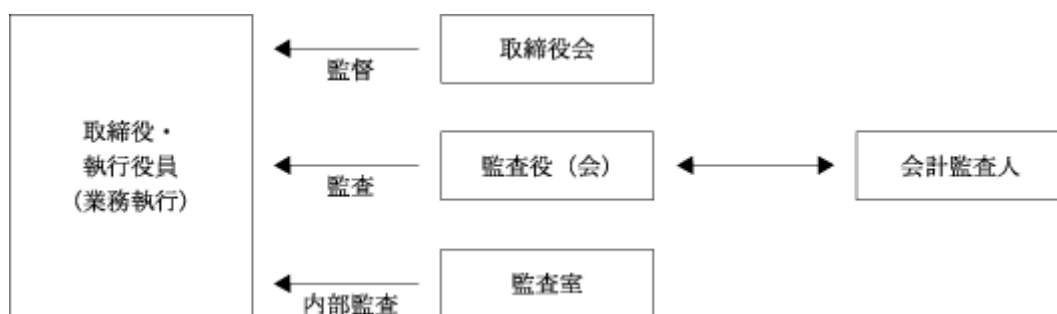 取締役会
監督
取締役・
執行役員
(業務執行)
監査役（会）
会計監査人
監査
監査室
内部監査